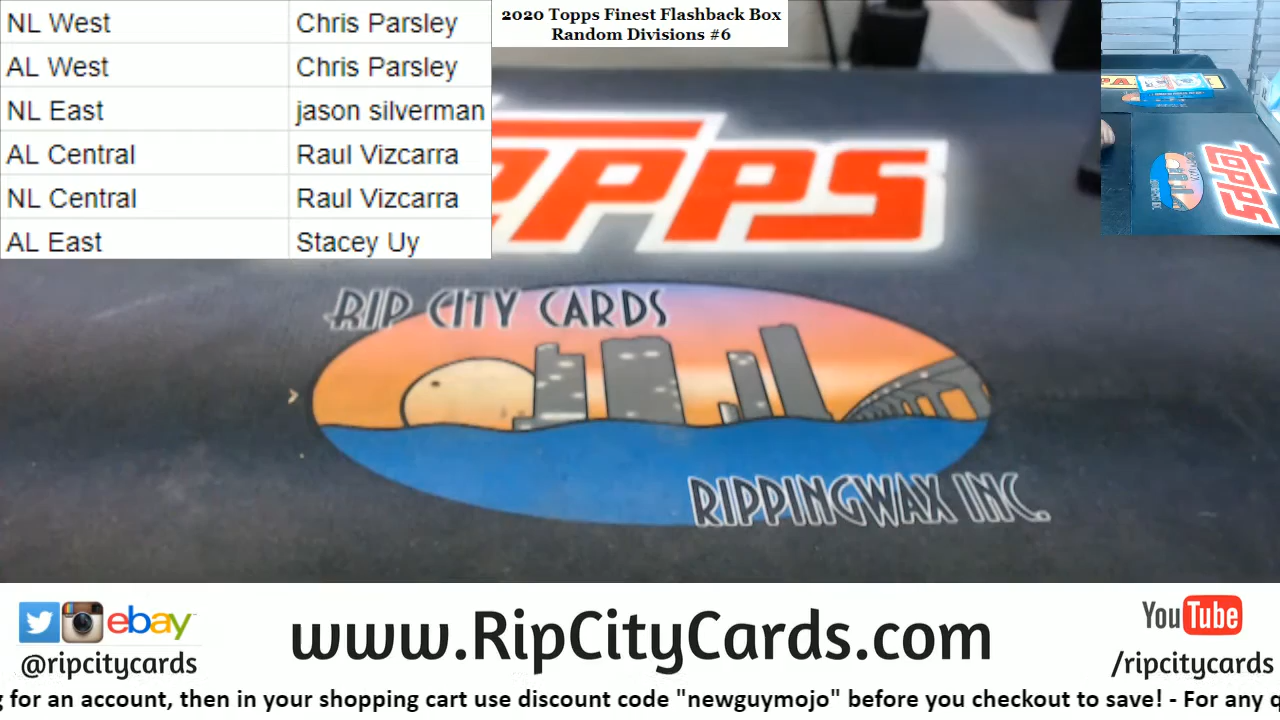 NL West Chris Parsley
AL West Chris Parsley
NL East jason silverman
AL Central Raul Vizcarra
NL Central Raul Vizcarra
AL East Stacey Uy
2020 Topps Finest Flashback Box
Random Divisions #6
topps
topps
RIP CITY CARDS
RIPPINGWAX INC.
ebay
@ripcitycards
www.RipCityCards.com
YouTube
/ripcitycards
g for an account, then in your shopping cart use discount code "newguymojo" before you checkout to save! - For any q